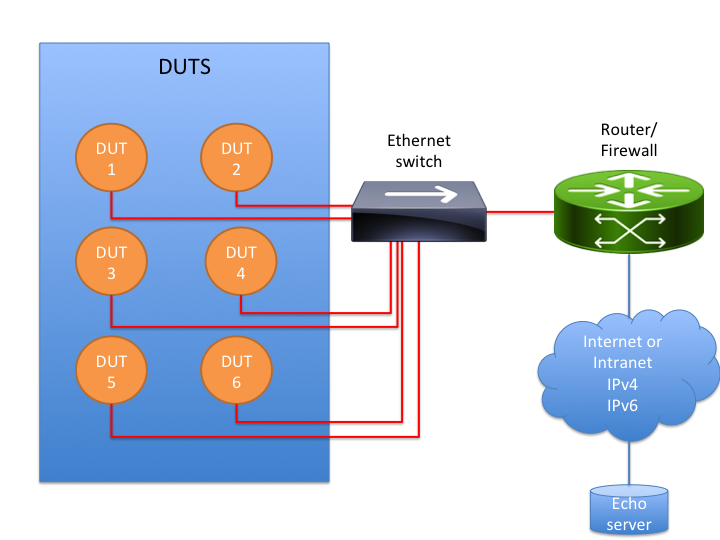 DUTS
DUT
1
DUT
2
DUT
3
DUT
4
DUT
5
DUT
6
Ethernet
switch
Router/
Firewall
Internet or
Intranet
IPv4
IPv6
Echo
server